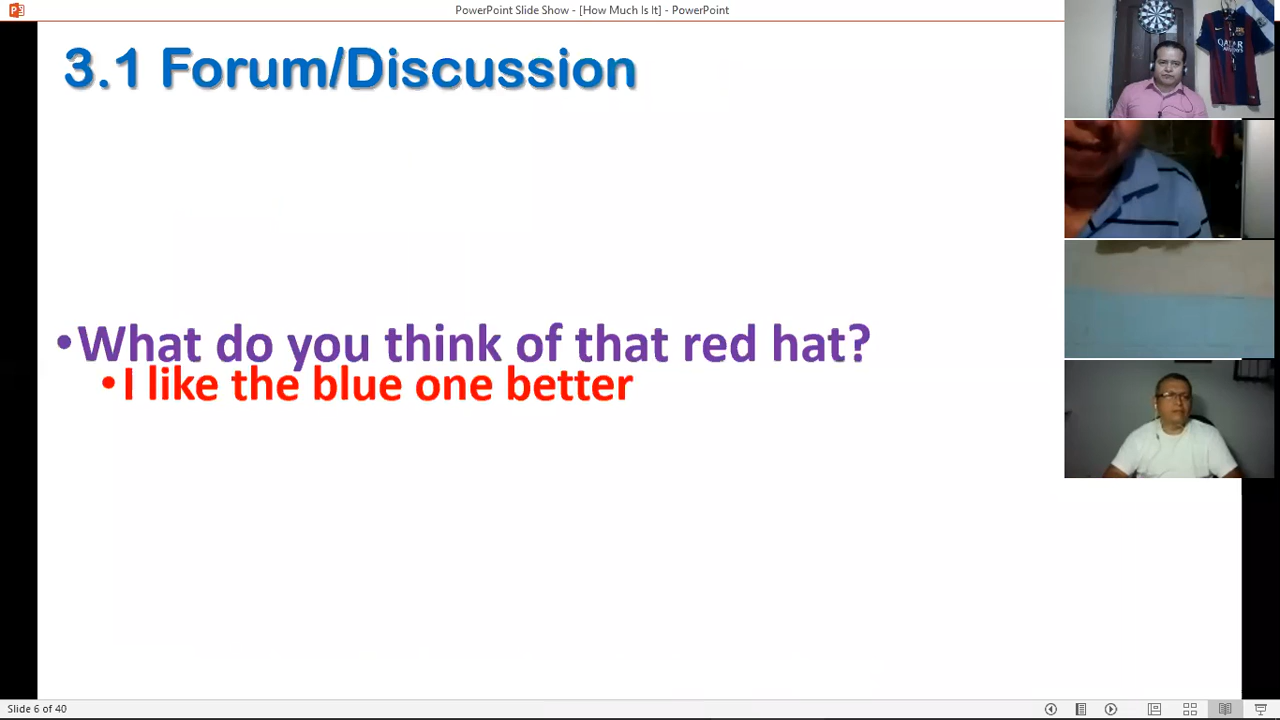 PowerPoint Slide Show - [How Much Is It] - PowerPoint
3.1 Forum/Discussion
•What do you think of that red hat?
•I like the blue one better
Slide 6 of 40
QATAR